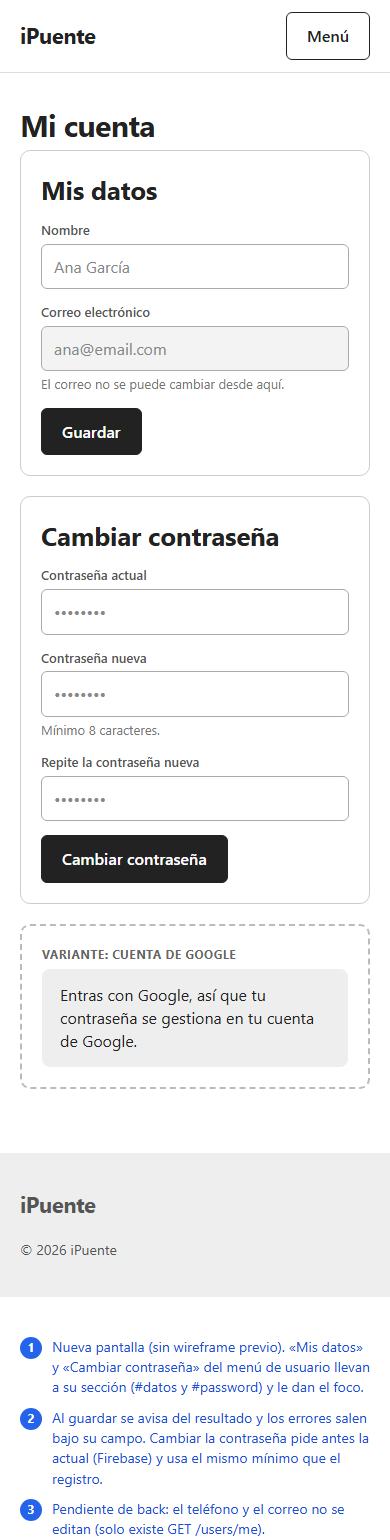 iPuente
Menú
Mi cuenta
Mis datos
Nombre
Ana García
Correo electrónico
ana@email.com
El correo no se puede cambiar desde aquí.
Guardar
Cambiar contraseña
Contraseña actual
••••••••
Contraseña nueva
••••••••
Mínimo 8 caracteres.
Repite la contraseña nueva
••••••••
Cambiar contraseña
VARIANTE: CUENTA DE GOOGLE
Entras con Google, así que tu
contraseña se gestiona en tu cuenta
de Google.
iPuente
© 2026 iPuente
1 Nueva pantalla (sin wireframe previo). «Mis datos»
y «Cambiar contraseña» del menú de usuario llevan
a su sección (#datos y #password) y le dan el foco.
2 Al guardar se avisa del resultado y los errores salen
bajo su campo. Cambiar la contraseña pide antes la
actual (Firebase) y usa el mismo mínimo que el
registro.
3 Pendiente de back: el teléfono y el correo no se
editan (solo existe GET /users/me).